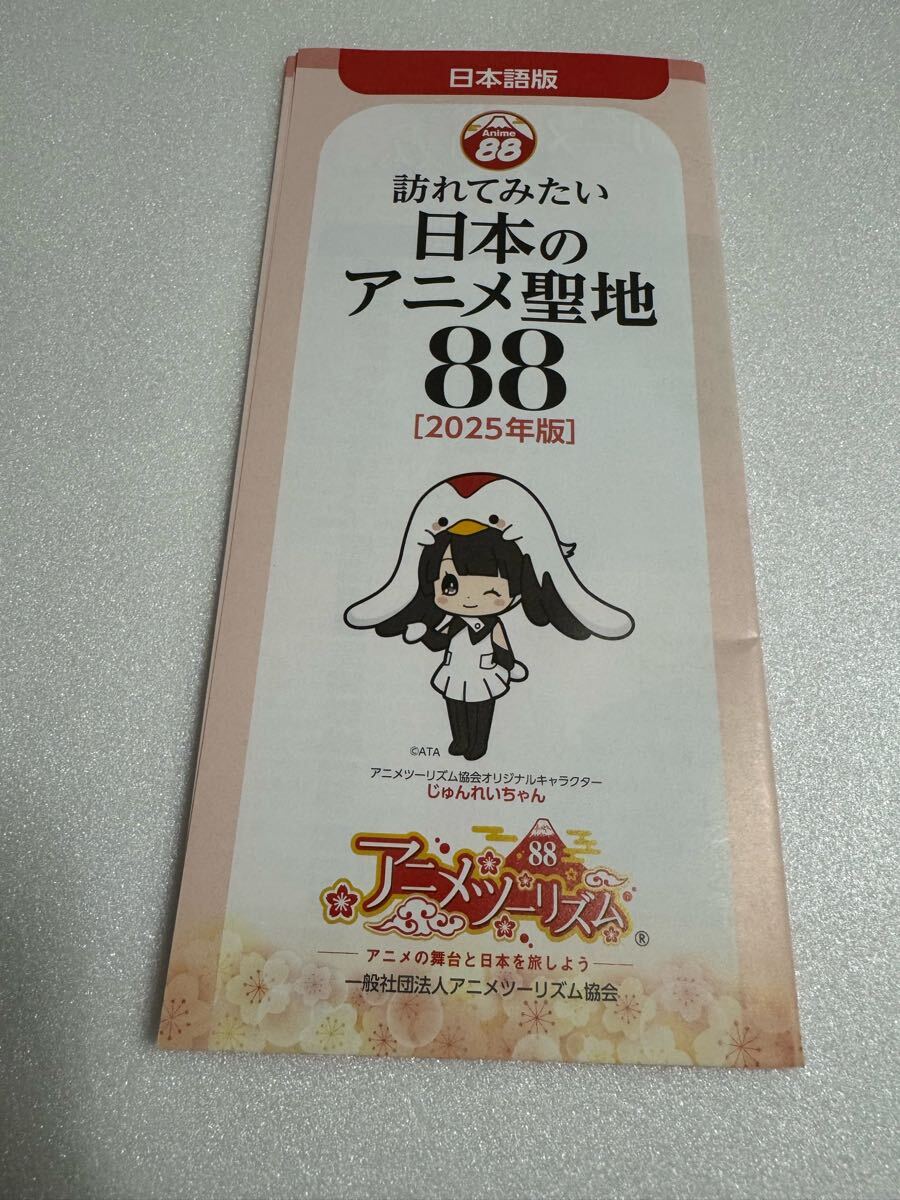 日本語版
Anime
88
訪れてみたい
日本の
アニメ聖地
88
[2025年版]
©ATA
アニメツーリズム協会オリジナルキャラクター
じゅんれいちゃん
88
アニメツーリズム
®
アニメの舞台と日本を旅しよう
一般社団法人アニメツーリズム協会